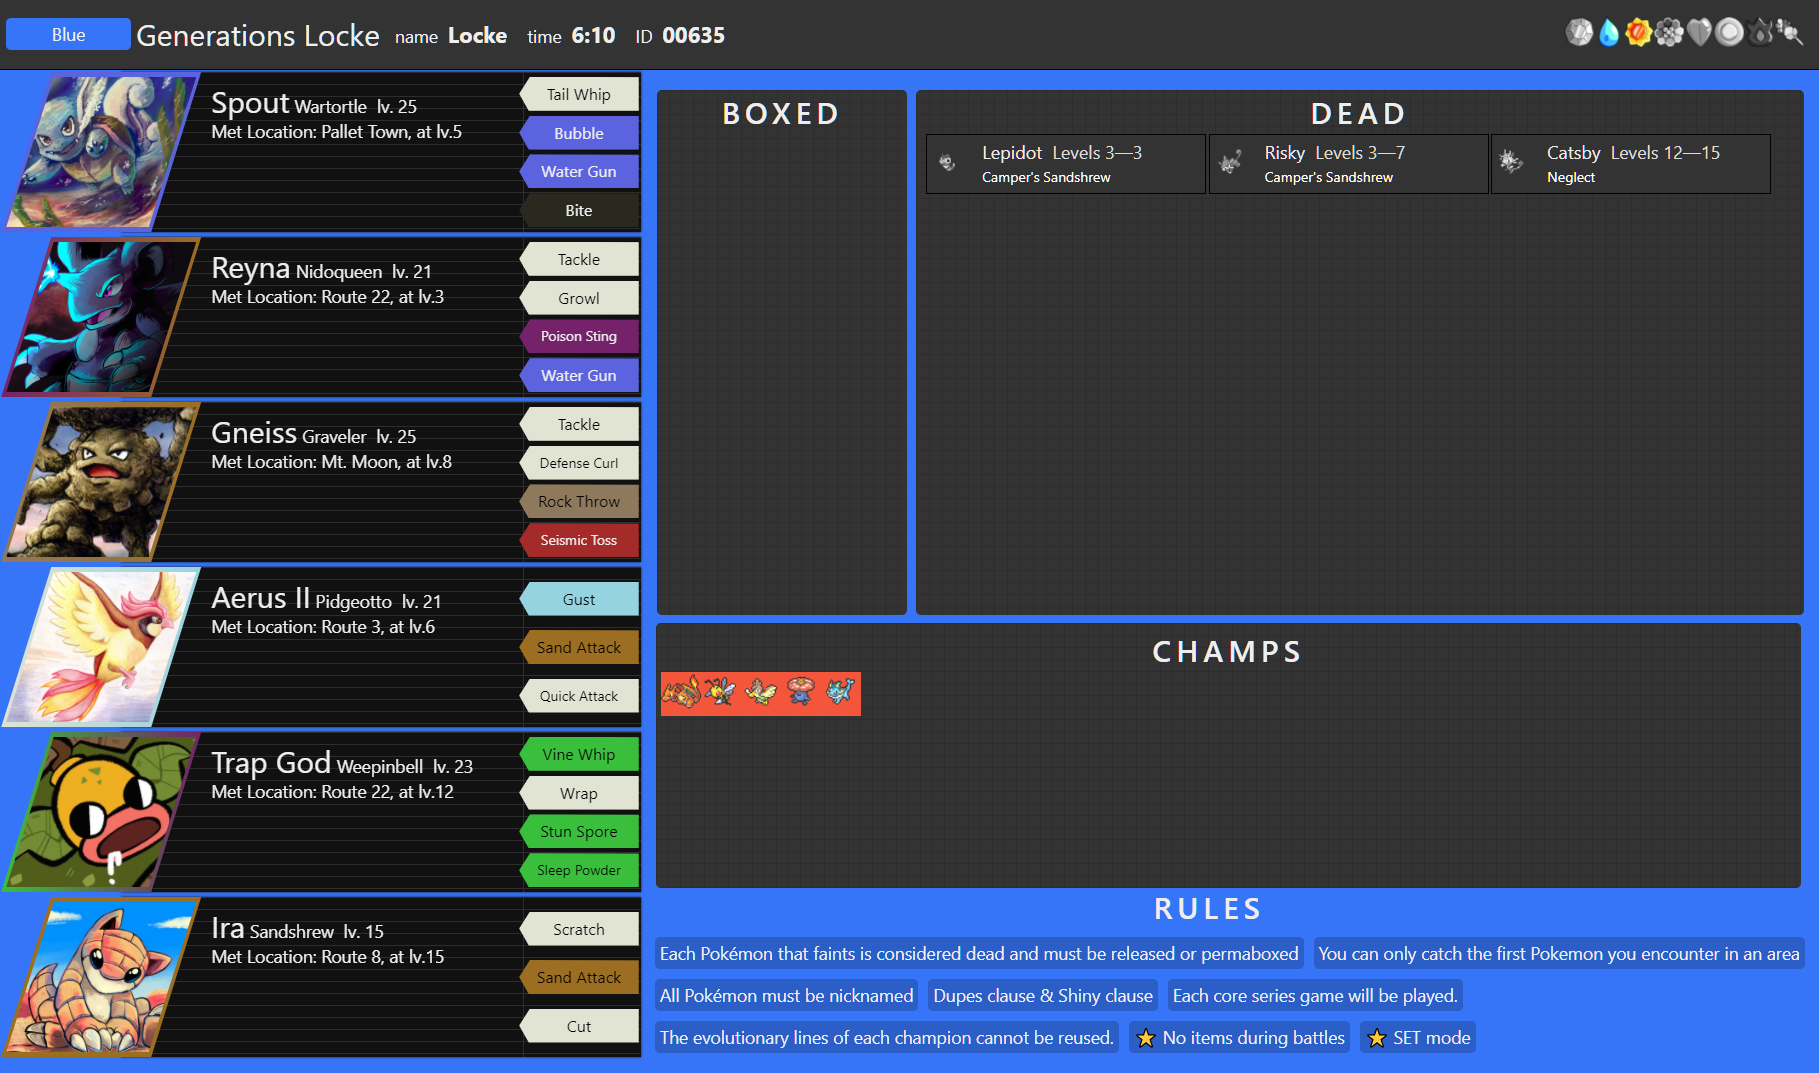 Blue Generations Locke name Locke time 6:10 ID 00635
Spout Wartortle lv. 25
Met Location: Pallet Town, at lv.5
Tail Whip
Bubble
Water Gun
Bite
Reyna Nidoqueen lv. 21
Met Location: Route 22, at lv.3
Tackle
Growl
Poison Sting
Water Gun
Gneiss Graveler lv. 25
Met Location: Mt. Moon, at lv.8
Tackle
Defense Curl
Rock Throw
Seismic Toss
Aerus II Pidgeotto lv. 21
Met Location: Route 3, at lv.6
Gust
Sand Attack
Quick Attack
Trap God Weepinbell lv. 23
Met Location: Route 22, at lv.12
Vine Whip
Wrap
Stun Spore
Sleep Powder
Ira Sandshrew lv. 15
Met Location: Route 8, at lv.15
Scratch
Sand Attack
Cut
BOXED
DEAD
Lepidot Levels 3—3
Camper's Sandshrew
Risky Levels 3—7
Camper's Sandshrew
Catsby Levels 12—15
Neglect
CHAMPS
RULES
Each Pokémon that faints is considered dead and must be released or permaboxed
You can only catch the first Pokemon you encounter in an area
All Pokémon must be nicknamed
Dupes clause & Shiny clause
Each core series game will be played.
The evolutionary lines of each champion cannot be reused.
⭐ No items during battles
⭐ SET mode